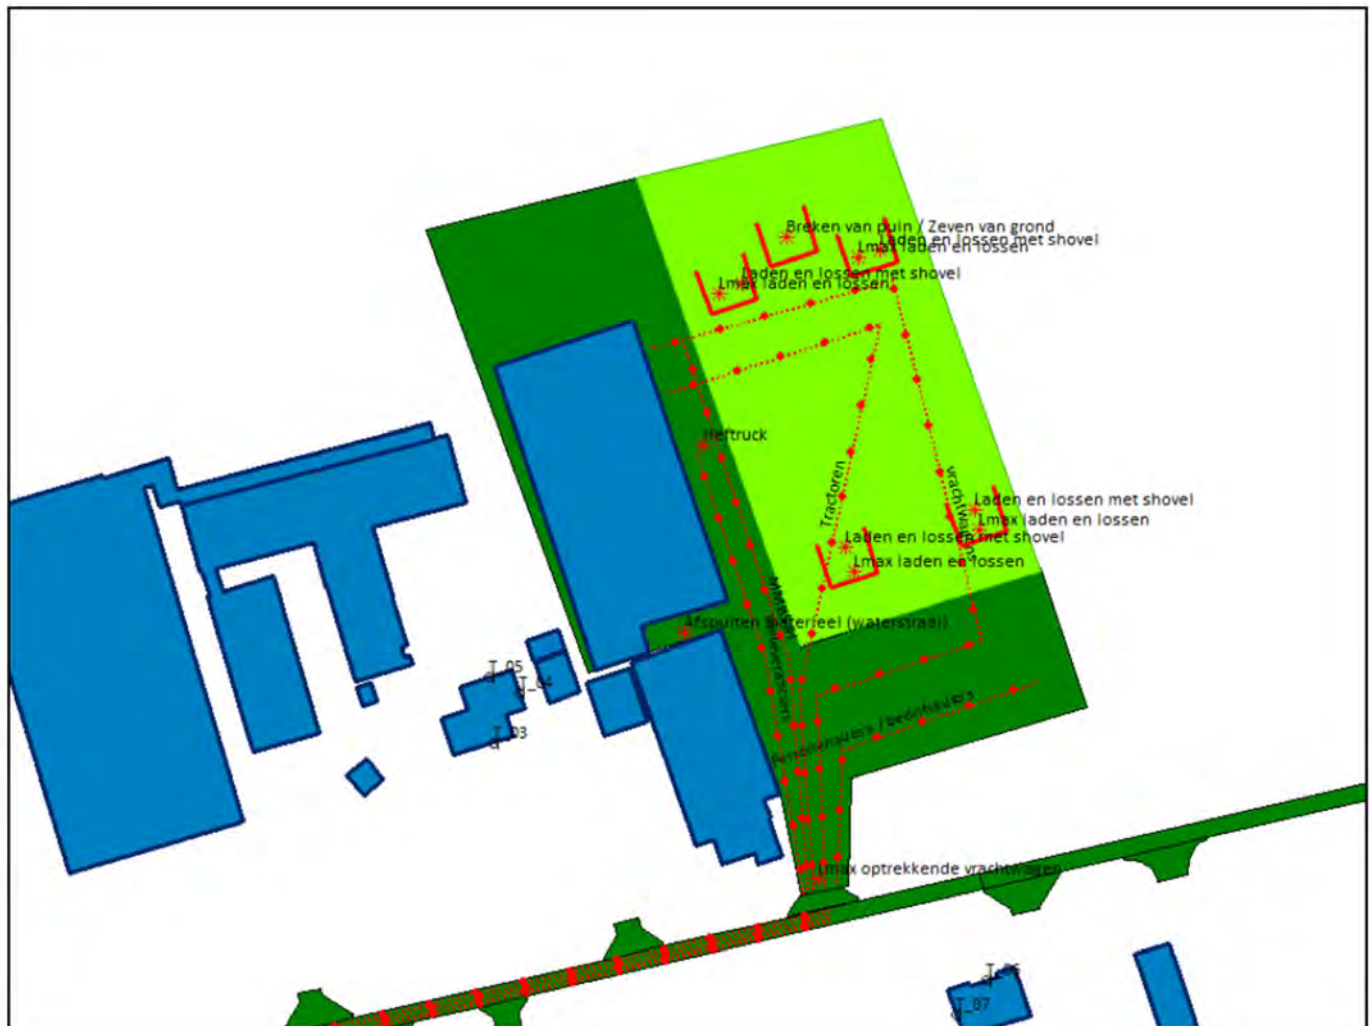 Breken van puin / Zeven van grond
Laden en lossen met shovel
Lmax laden en lossen
Laden en lossen met shovel
Lmax laden en lossen
Heftruck
Tractoren
vrachtwagens
Laden en lossen met shovel
Lmax laden en lossen
Laden en lossen met shovel
Lmax laden en lossen
Afspuiten materieel (waterstraal)
T_05
T_04
T_03
Personenauto's / bedrijfsauto's
Lmax optrekkende vrachtwagen
T_06
T_07